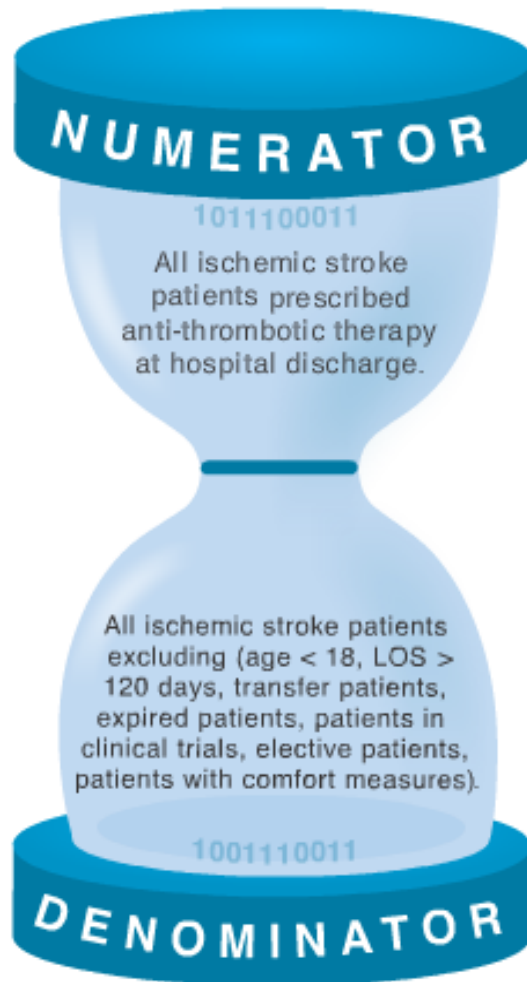 NUMERATOR
1011100011
All ischemic stroke
patients prescribed
anti-thrombotic therapy
at hospital discharge.
All ischemic stroke patients
excluding (age < 18, LOS >
120 days, transfer patients,
expired patients, patients in
clinical trials, elective patients,
patients with comfort measures).
1001110011
DENOMINATOR